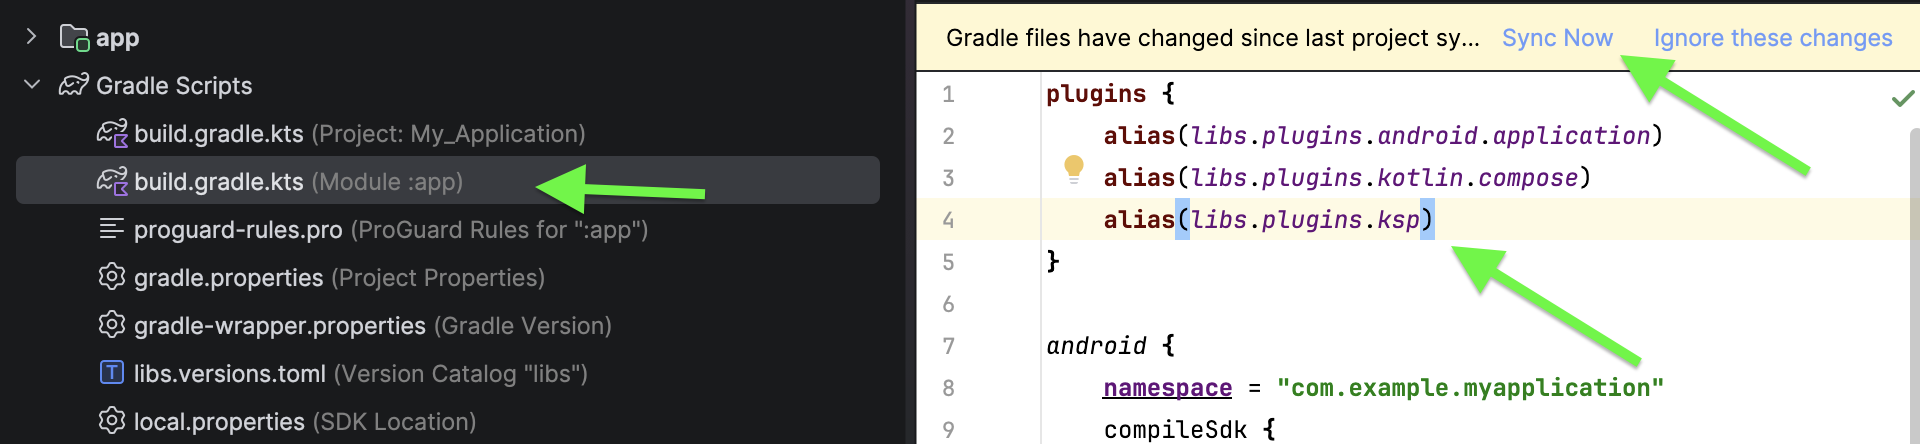 app
Gradle Scripts
build.gradle.kts (Project: My_Application)
build.gradle.kts (Module :app)
proguard-rules.pro (ProGuard Rules for ":app")
gradle.properties (Project Properties)
gradle-wrapper.properties (Gradle Version)
libs.versions.toml (Version Catalog "libs")
local.properties (SDK Location)
Gradle files have changed since last project sy... Sync Now Ignore these changes
1 plugins {
2 alias(libs.plugins.android.application)
3 alias(libs.plugins.kotlin.compose)
4 alias(libs.plugins.ksp)
5 }
6
7 android {
8 namespace = "com.example.myapplication"
9 compileSdk {